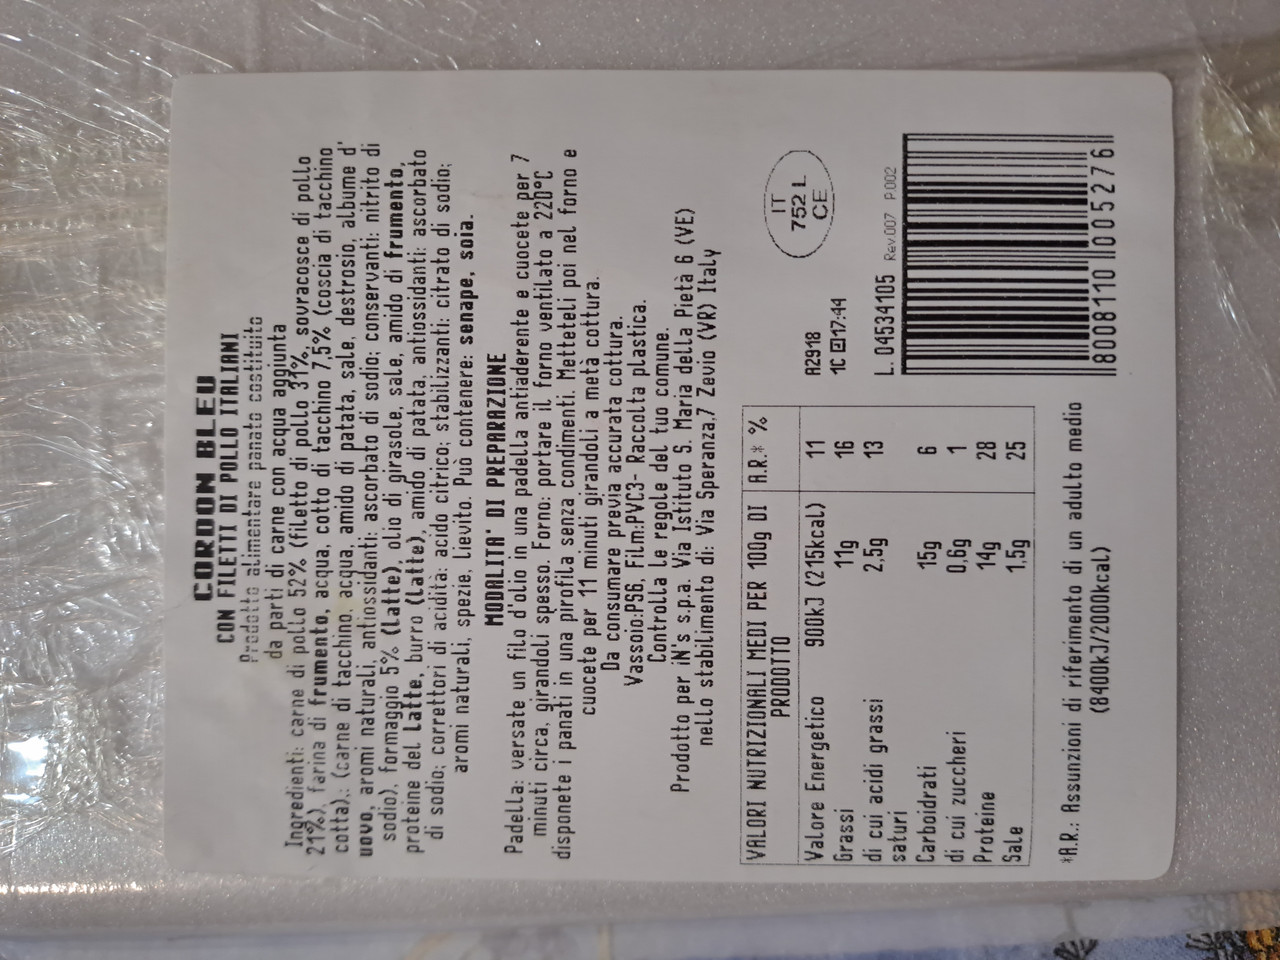 CORDON BLEU
CON FILETTI DI POLLO ITALIANI
Prodotto alimentare panato costituito
da parti di carne con acqua aggiunta
Ingredienti: carne di pollo 52% (filetto di pollo 31%, sovracosce di pollo
21%), farina di frumento, acqua, cotto di tacchino 7,5% (coscia di tacchino
cotta).: (carne di tacchino, acqua, amido di patata, sale, destrosio, albume d'
uovo, aromi naturali, antiossidanti: ascorbato di sodio; conservanti: nitrito di
sodio), formaggio 5% (latte), olio di girasole, sale, amido di frumento,
proteine del latte, burro (latte), amido di patata, antiossidanti: ascorbato
di sodio; correttori di acidità: acido citrico; stabilizzanti: citrato di sodio;
aromi naturali, spezie, lievito. Può contenere: senape, soia.
MODALITA' DI PREPARAZIONE
Padella: versate un filo d'olio in una padella antiaderente e cuocete per 7
minuti circa, girandoli spesso. Forno: portare il forno ventilato a 220°C
disponete i panati in una pirofila senza condimenti. Metteteli poi nel forno e
cuocete per 11 minuti girandoli a metà cottura.
Da consumare previa accurata cottura.
Vassoio:PS6, Film:PVC3- Raccolta plastica.
Controlla le regole del tuo comune.
Prodotto per iN's s.p.a. Via Istituto S. Maria della Pietà 6 (VE)
nello stabilimento di: Via Speranza,7 Zevio (VR) Italy
VALORI NUTRIZIONALI MEDI PER 100g DI PRODOTTO A.R.* %
Valore Energetico 900kJ (215kcal) 11
Grassi 11g 16
di cui acidi grassi saturi 2,5g 13
Carboidrati 15g 6
di cui zuccheri 0,6g 1
Proteine 14g 28
Sale 1,5g 25
*A.R.: Assunzioni di riferimento di un adulto medio
(8400kJ/2000kcal)
IT
752 L
CE
A2918
1C 17:44
L. 04534105 Rev.007 P.002
8008110 005276